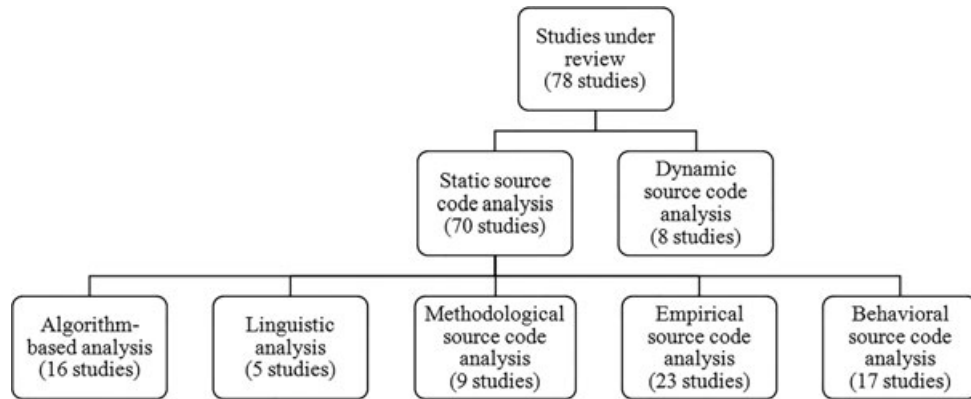 Studies under
review
(78 studies)
Static source
code analysis
(70 studies)
Dynamic
source code
analysis
(8 studies)
Algorithm-
based analysis
(16 studies)
Linguistic
analysis
(5 studies)
Methodological
source code
analysis
(9 studies)
Empirical
source code
analysis
(23 studies)
Behavioral
source code
analysis
(17 studies)